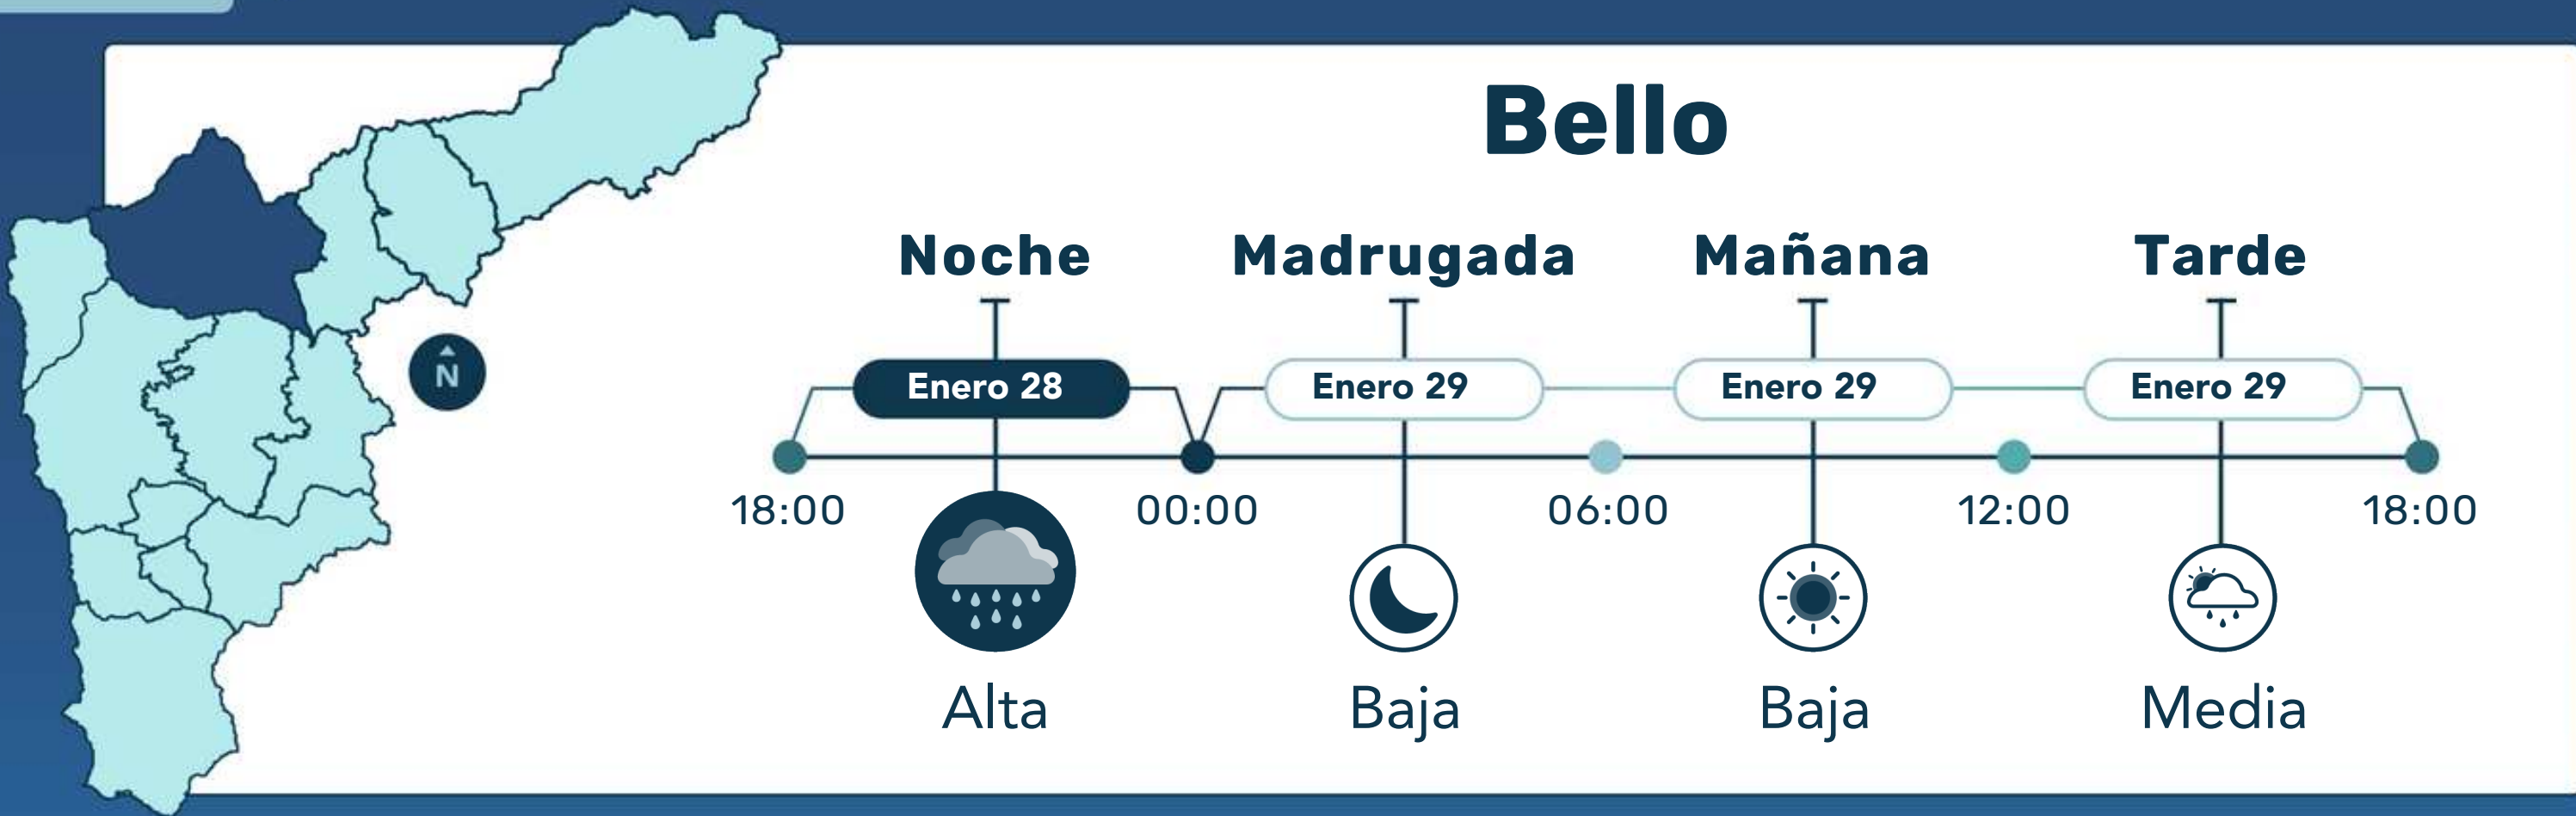 Bello
Noche Madrugada Mañana Tarde
N
Enero 28 Enero 29 Enero 29 Enero 29
18:00 00:00 06:00 12:00 18:00
Alta Baja Baja Media